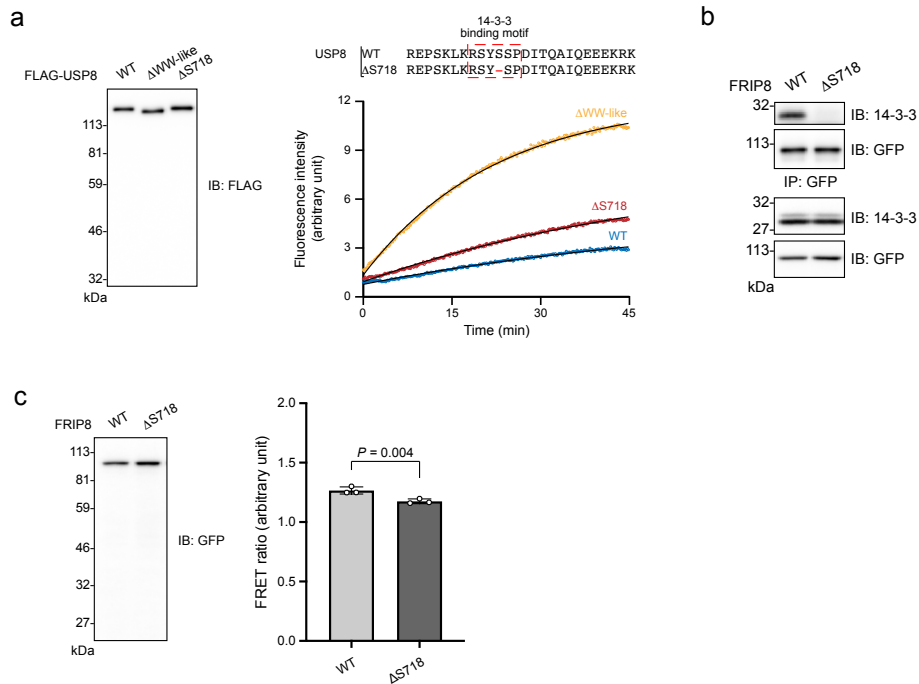 a
FLAG-USP8
WT
ΔWW-like
ΔS718
113
81
59
46
32
kDa
IB: FLAG
14-3-3
binding motif
USP8
WT REPSKLKRSYSSPDITQAIQEEEKRK
ΔS718 REPSKLKRSY–SPDITQAIQEEEKRK
Fluorescence intensity
(arbitrary unit)
12
9
6
3
0
ΔWW-like
ΔS718
WT
0 15 30 45
Time (min)
b
FRIP8
WT
ΔS718
32
IB: 14-3-3
113
IB: GFP
IP: GFP
32
27
IB: 14-3-3
113
IB: GFP
kDa
c
FRIP8
WT
ΔS718
113
81
59
46
32
27
kDa
IB: GFP
FRET ratio (arbitrary unit)
2.0
1.5
1.0
0.5
0.0
P = 0.004
WT
ΔS718